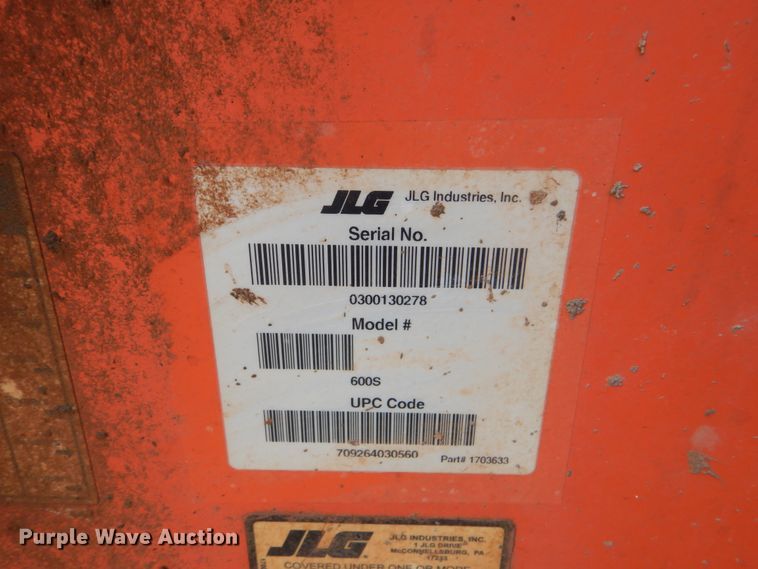 JLG JLG Industries, Inc.
Serial No.
0300130278
Model #
600S
UPC Code
709264030560
Part# 1703633
JLG JLG INDUSTRIES, INC.
1 JLG DRIVE
McCONNELLSBURG, PA
17233
COVERED UNDER ONE OR MORE
Purple Wave Auction